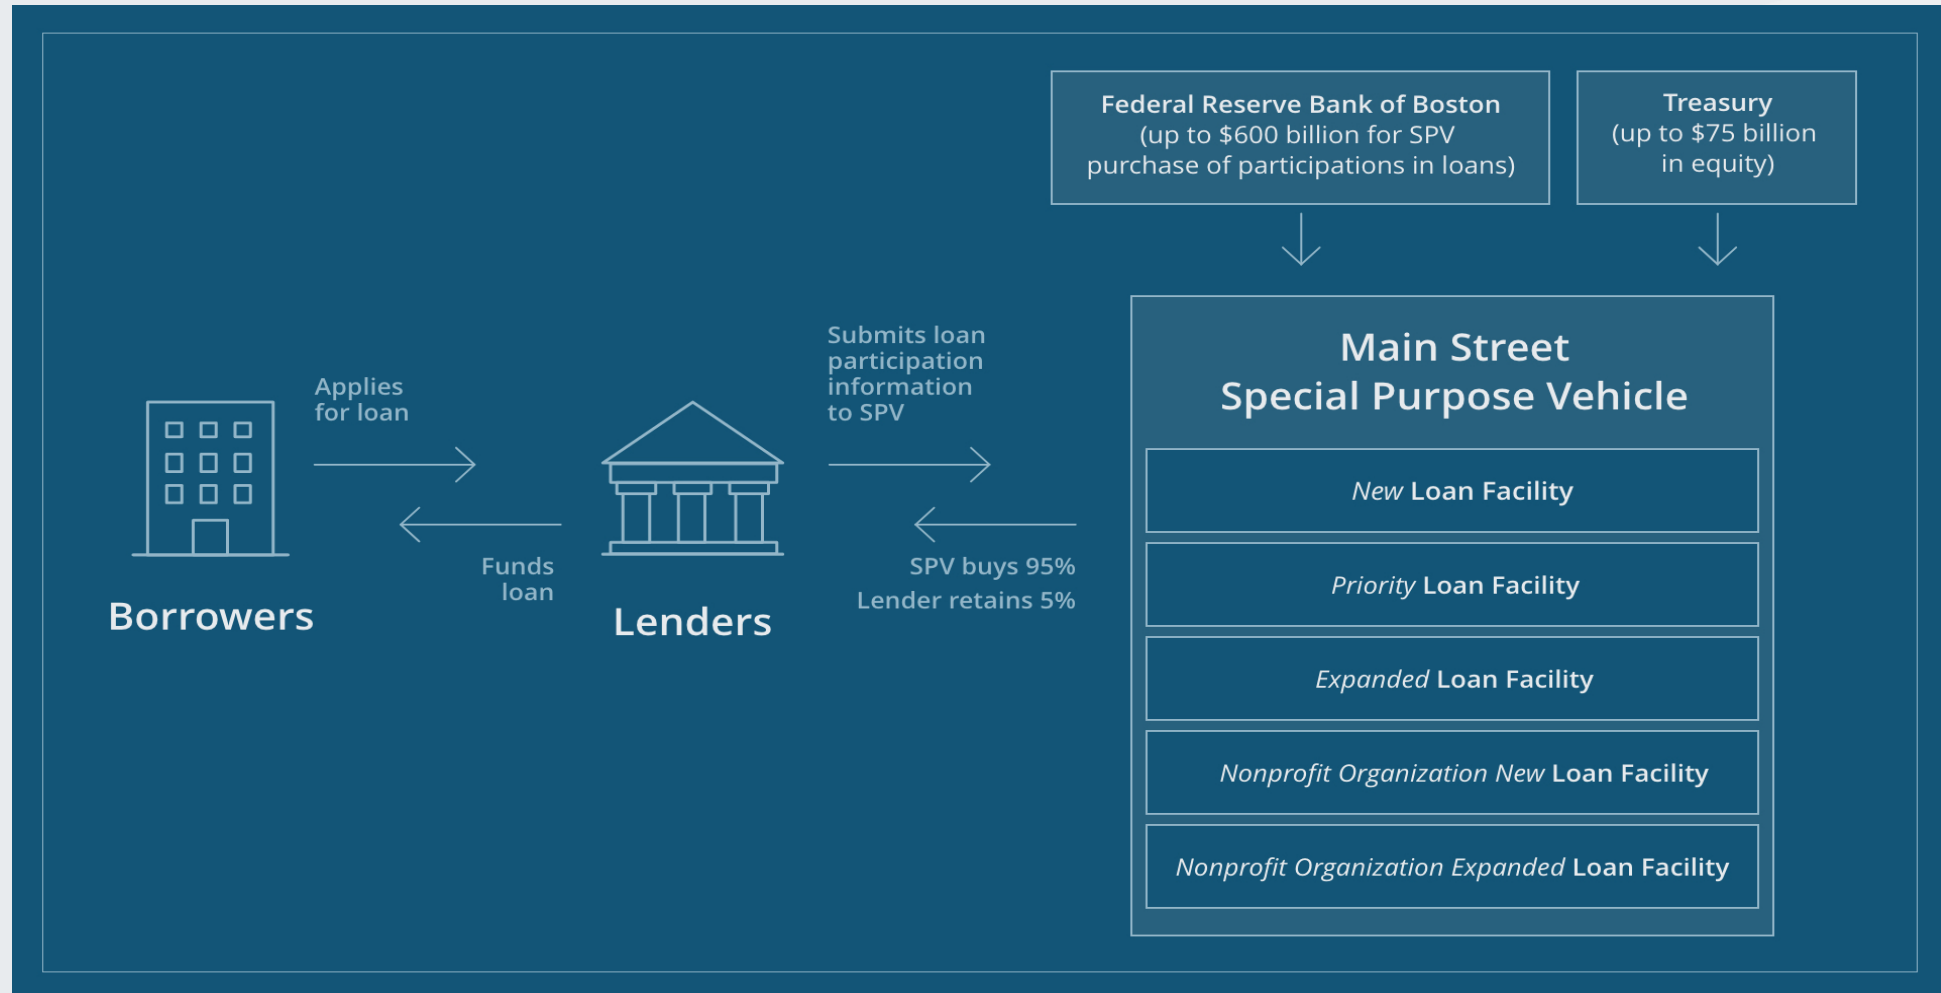 Federal Reserve Bank of Boston
(up to $600 billion for SPV
purchase of participations in loans)
Treasury
(up to $75 billion
in equity)
Applies
for loan
Funds
loan
Borrowers
Submits loan
participation
information
to SPV
SPV buys 95%
Lender retains 5%
Lenders
Main Street
Special Purpose Vehicle
New Loan Facility
Priority Loan Facility
Expanded Loan Facility
Nonprofit Organization New Loan Facility
Nonprofit Organization Expanded Loan Facility